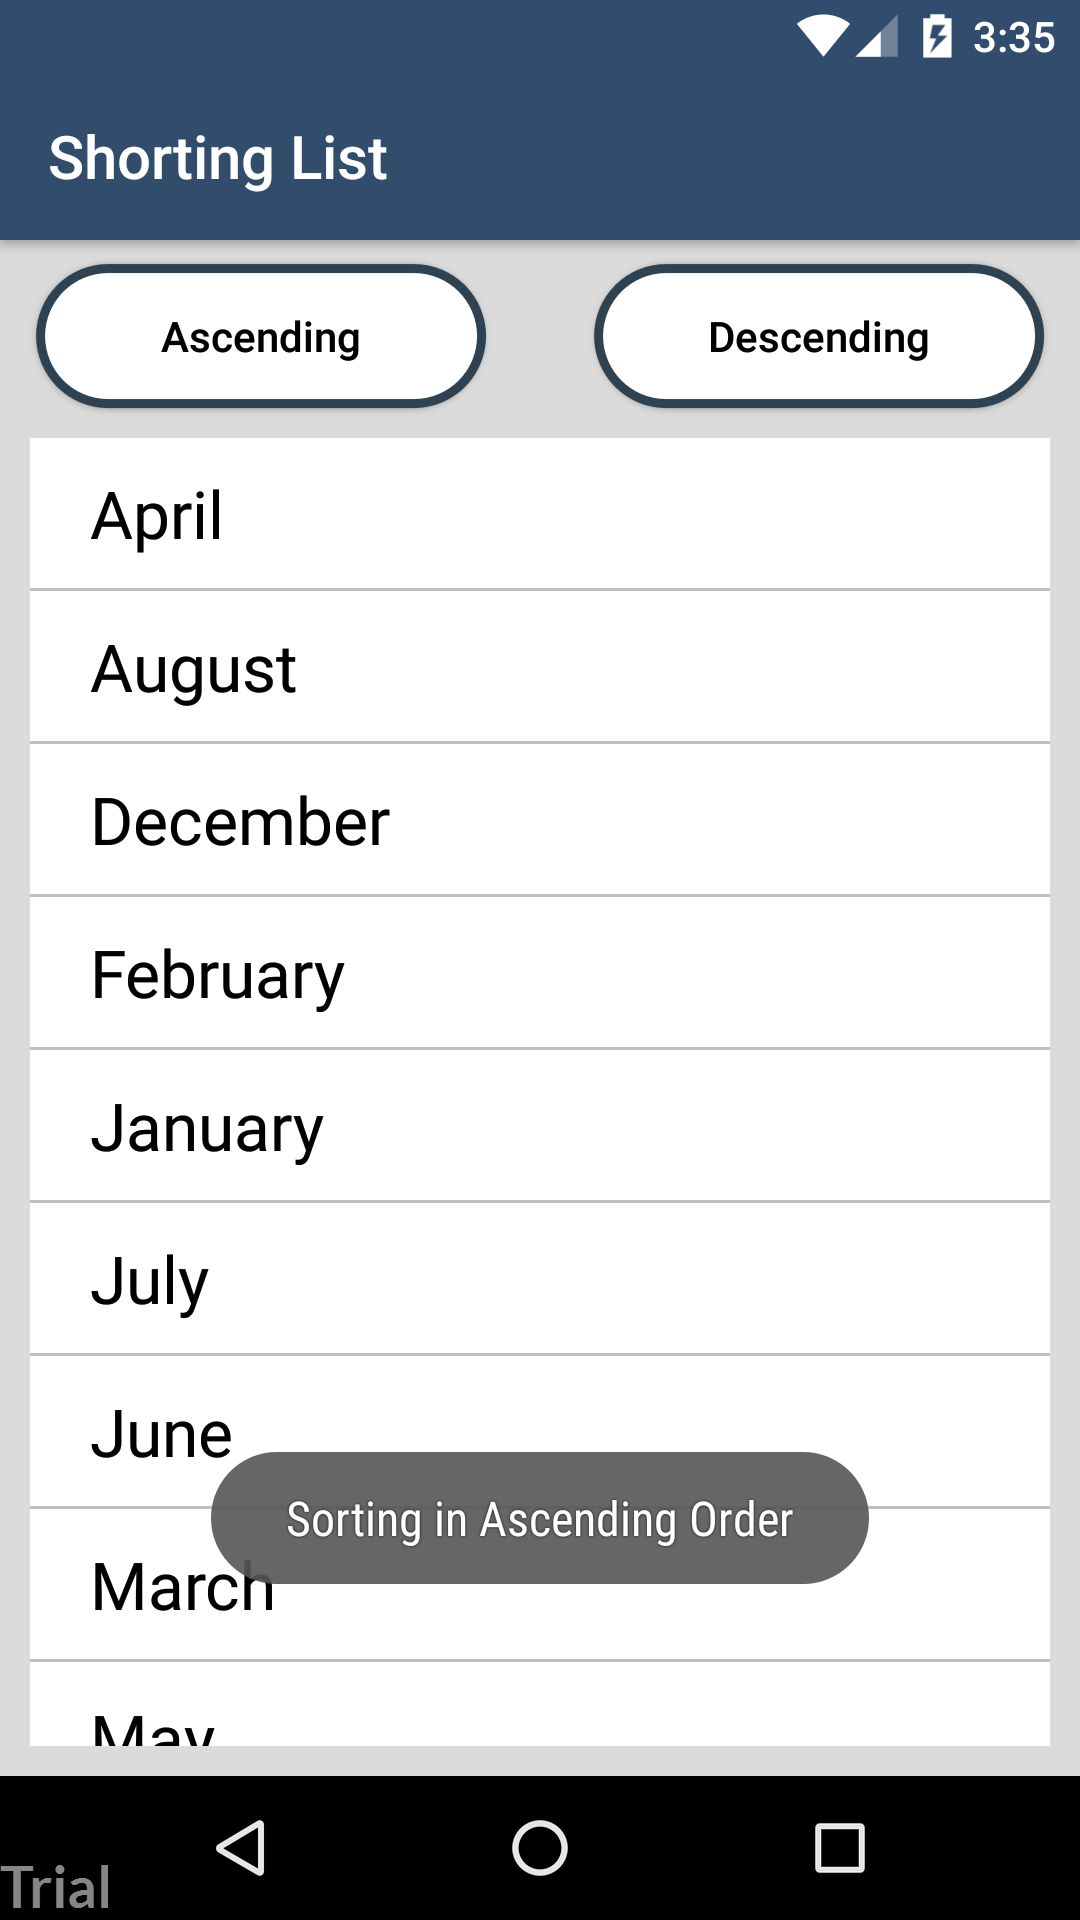 3:35
Shorting List
Ascending
Descending
April
August
December
February
January
July
June
Sorting in Ascending Order
March
May
Trial